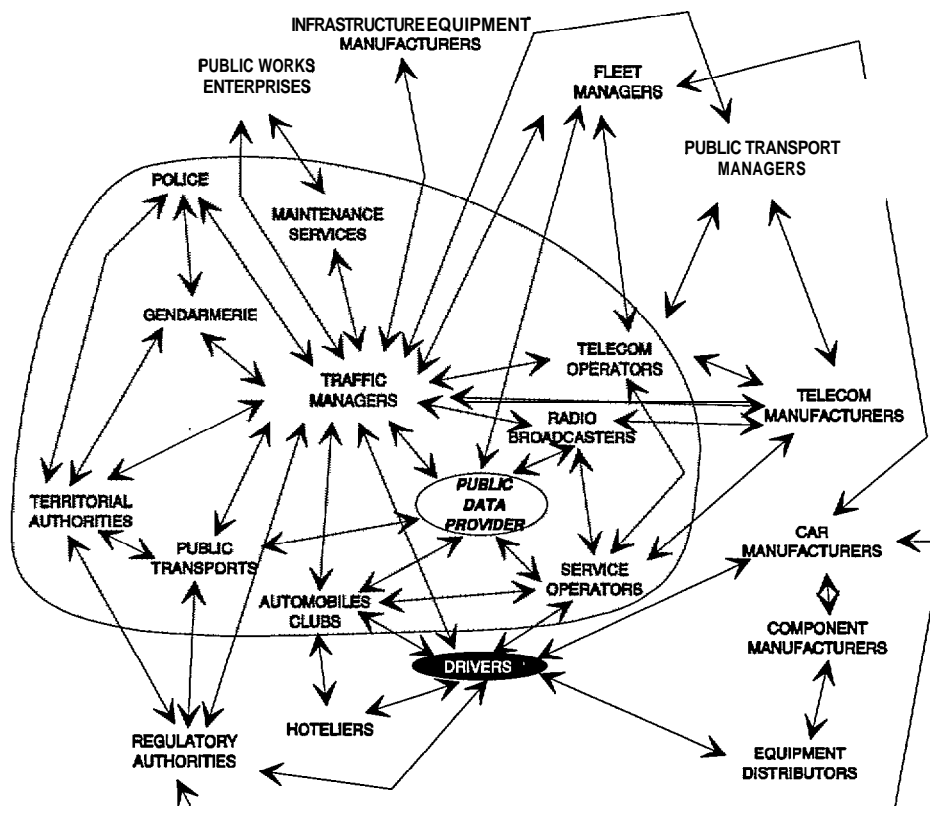 INFRASTRUCTURE EQUIPMENT
MANUFACTURERS
PUBLIC WORKS
ENTERPRISES
FLEET
MANAGERS
PUBLIC TRANSPORT
MANAGERS
POLICE
MAINTENANCE
SERVICES
GENDARMERIE
TRAFFIC
MANAGERS
TELECOM
OPERATORS
TELECOM
MANUFACTURERS
RADIO
BROADCASTERS
PUBLIC
DATA
PROVIDER
TERRITORIAL
AUTHORITIES
PUBLIC
TRANSPORTS
CAR
MANUFACTURERS
SERVICE
OPERATORS
AUTOMOBILES
CLUBS
COMPONENT
MANUFACTURERS
DRIVERS
HOTELIERS
REGULATORY
AUTHORITIES
EQUIPMENT
DISTRIBUTORS